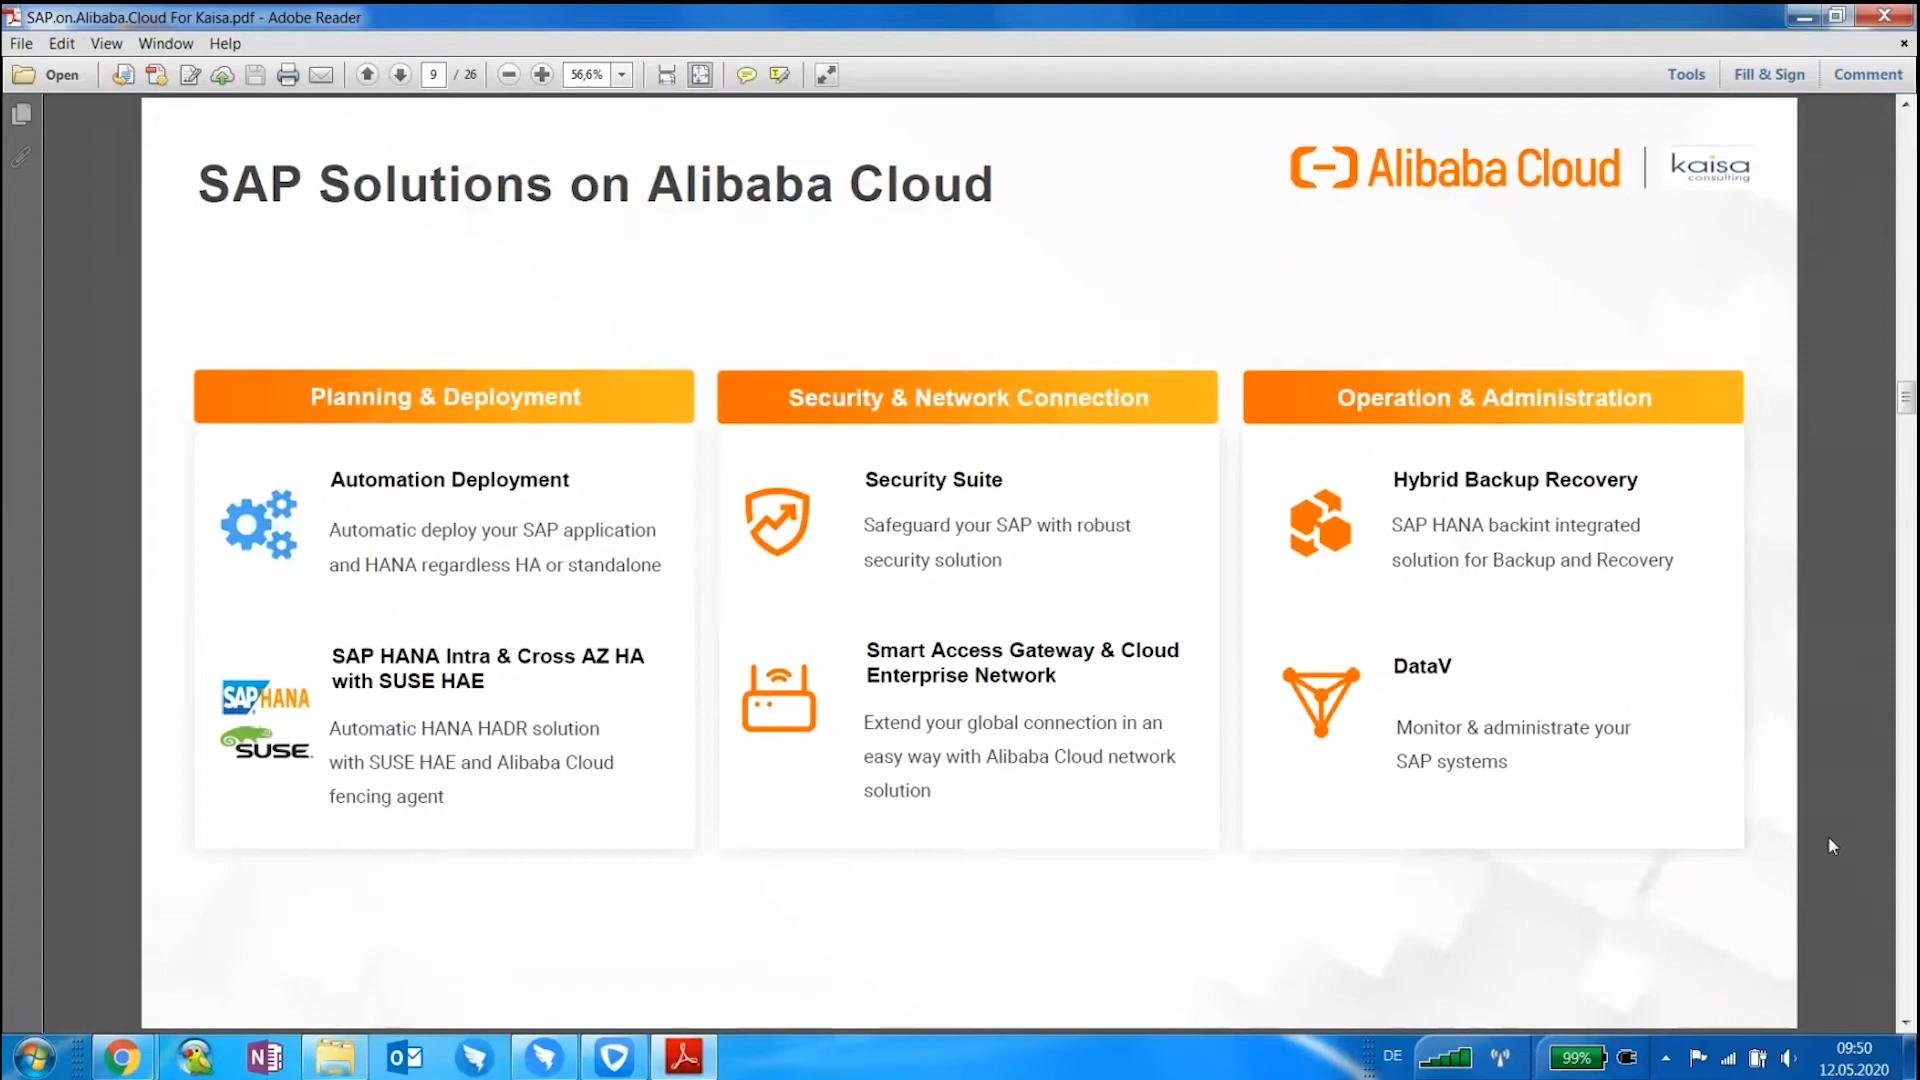 SAP.on.Alibaba.Cloud For Kaisa.pdf - Adobe Reader
File Edit View Window Help
Open 9 / 26 56,6% Tools Fill & Sign Comment
SAP Solutions on Alibaba Cloud
Alibaba Cloud
kaisa
consulting
Planning & Deployment
Automation Deployment
Automatic deploy your SAP application
and HANA regardless HA or standalone
SAP HANA
SUSE
SAP HANA Intra & Cross AZ HA
with SUSE HAE
Automatic HANA HADR solution
with SUSE HAE and Alibaba Cloud
fencing agent
Security & Network Connection
Security Suite
Safeguard your SAP with robust
security solution
Smart Access Gateway & Cloud
Enterprise Network
Extend your global connection in an
easy way with Alibaba Cloud network
solution
Operation & Administration
Hybrid Backup Recovery
SAP HANA backint integrated
solution for Backup and Recovery
DataV
Monitor & administrate your
SAP systems
DE
99%
09:50
12.05.2020